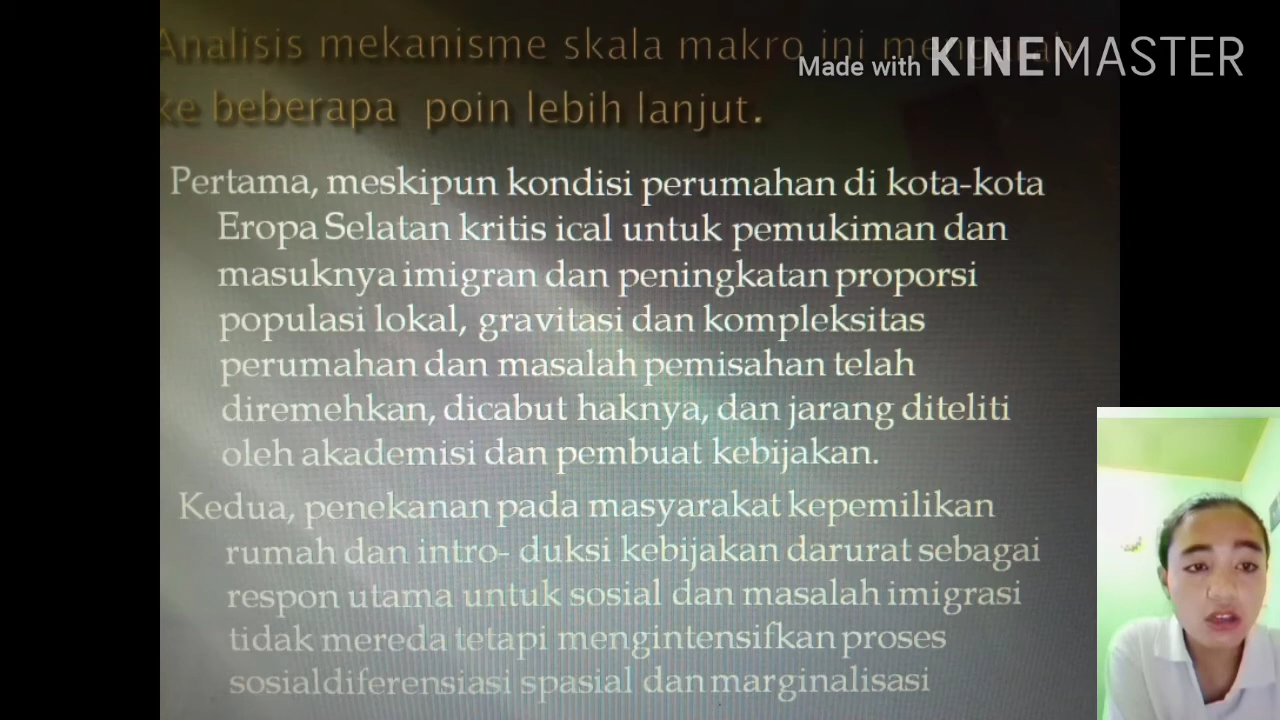 Analisis mekanisme skala makro ini mengarah
Made with KINEMASTER
ke beberapa poin lebih lanjut.
Pertama, meskipun kondisi perumahan di kota-kota
Eropa Selatan kritis ical untuk pemukiman dan
masuknya imigran dan peningkatan proporsi
populasi lokal, gravitasi dan kompleksitas
perumahan dan masalah pemisahan telah
diremehkan, dicabut haknya, dan jarang diteliti
oleh akademisi dan pembuat kebijakan.
Kedua, penekanan pada masyarakat kepemilikan
rumah dan intro- duksi kebijakan darurat sebagai
respon utama untuk sosial dan masalah imigrasi
tidak mereda tetapi mengintensifkan proses
sosialdiferensiasi spasial dan marginalisasi